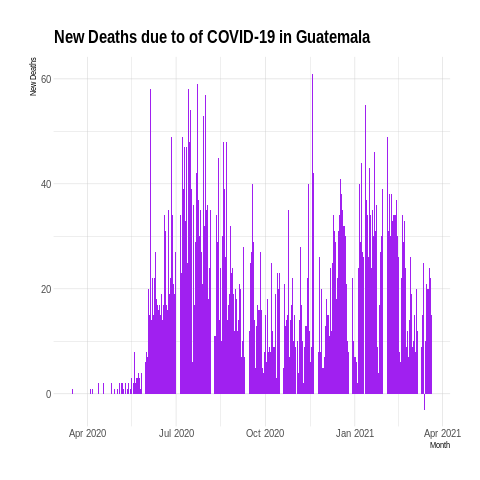 New Deaths due to of COVID-19 in Guatemala
New Deaths
60
40
20
0
Apr 2020 Jul 2020 Oct 2020 Jan 2021 Apr 2021
Month